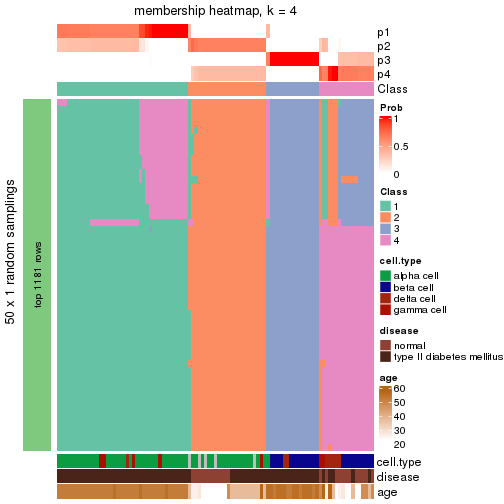 membership heatmap, k = 4
p1
p2
p3
p4
Class
50 x 1 random samplings
top 1181 rows
Prob
1
0.5
0
Class
1
2
3
4
cell.type
alpha cell
beta cell
delta cell
gamma cell
disease
normal
type II diabetes mellitus
age
60
50
40
30
20
cell.type
disease
age